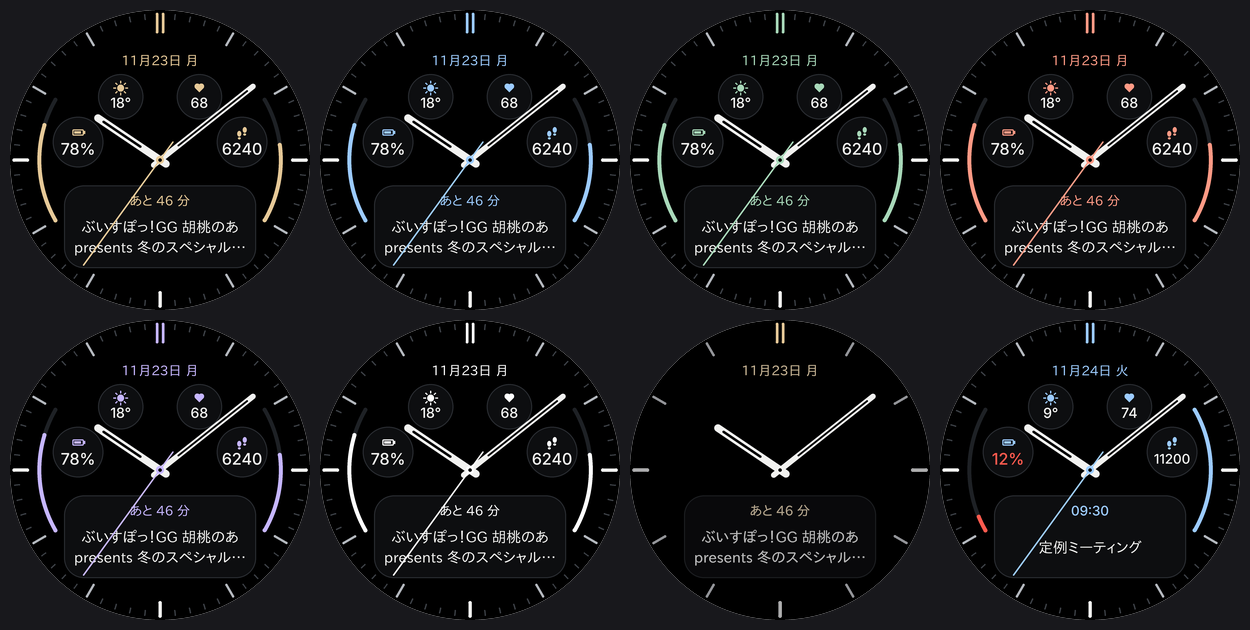 11月23日 月
18°
68
78%
6240
あと 46 分
ぶいすぽっ!GG 胡桃のあ
presents 冬のスペシャル…
11月23日 月
18°
68
78%
6240
あと 46 分
ぶいすぽっ!GG 胡桃のあ
presents 冬のスペシャル…
11月23日 月
18°
68
78%
6240
あと 46 分
ぶいすぽっ!GG 胡桃のあ
presents 冬のスペシャル…
11月23日 月
18°
68
78%
6240
あと 46 分
ぶいすぽっ!GG 胡桃のあ
presents 冬のスペシャル…
11月23日 月
18°
68
78%
6240
あと 46 分
ぶいすぽっ!GG 胡桃のあ
presents 冬のスペシャル…
11月23日 月
18°
68
78%
6240
あと 46 分
ぶいすぽっ!GG 胡桃のあ
presents 冬のスペシャル…
11月23日 月
あと 46 分
ぶいすぽっ!GG 胡桃のあ
presents 冬のスペシャル…
11月24日 火
9°
74
12%
11200
09:30
定例ミーティング